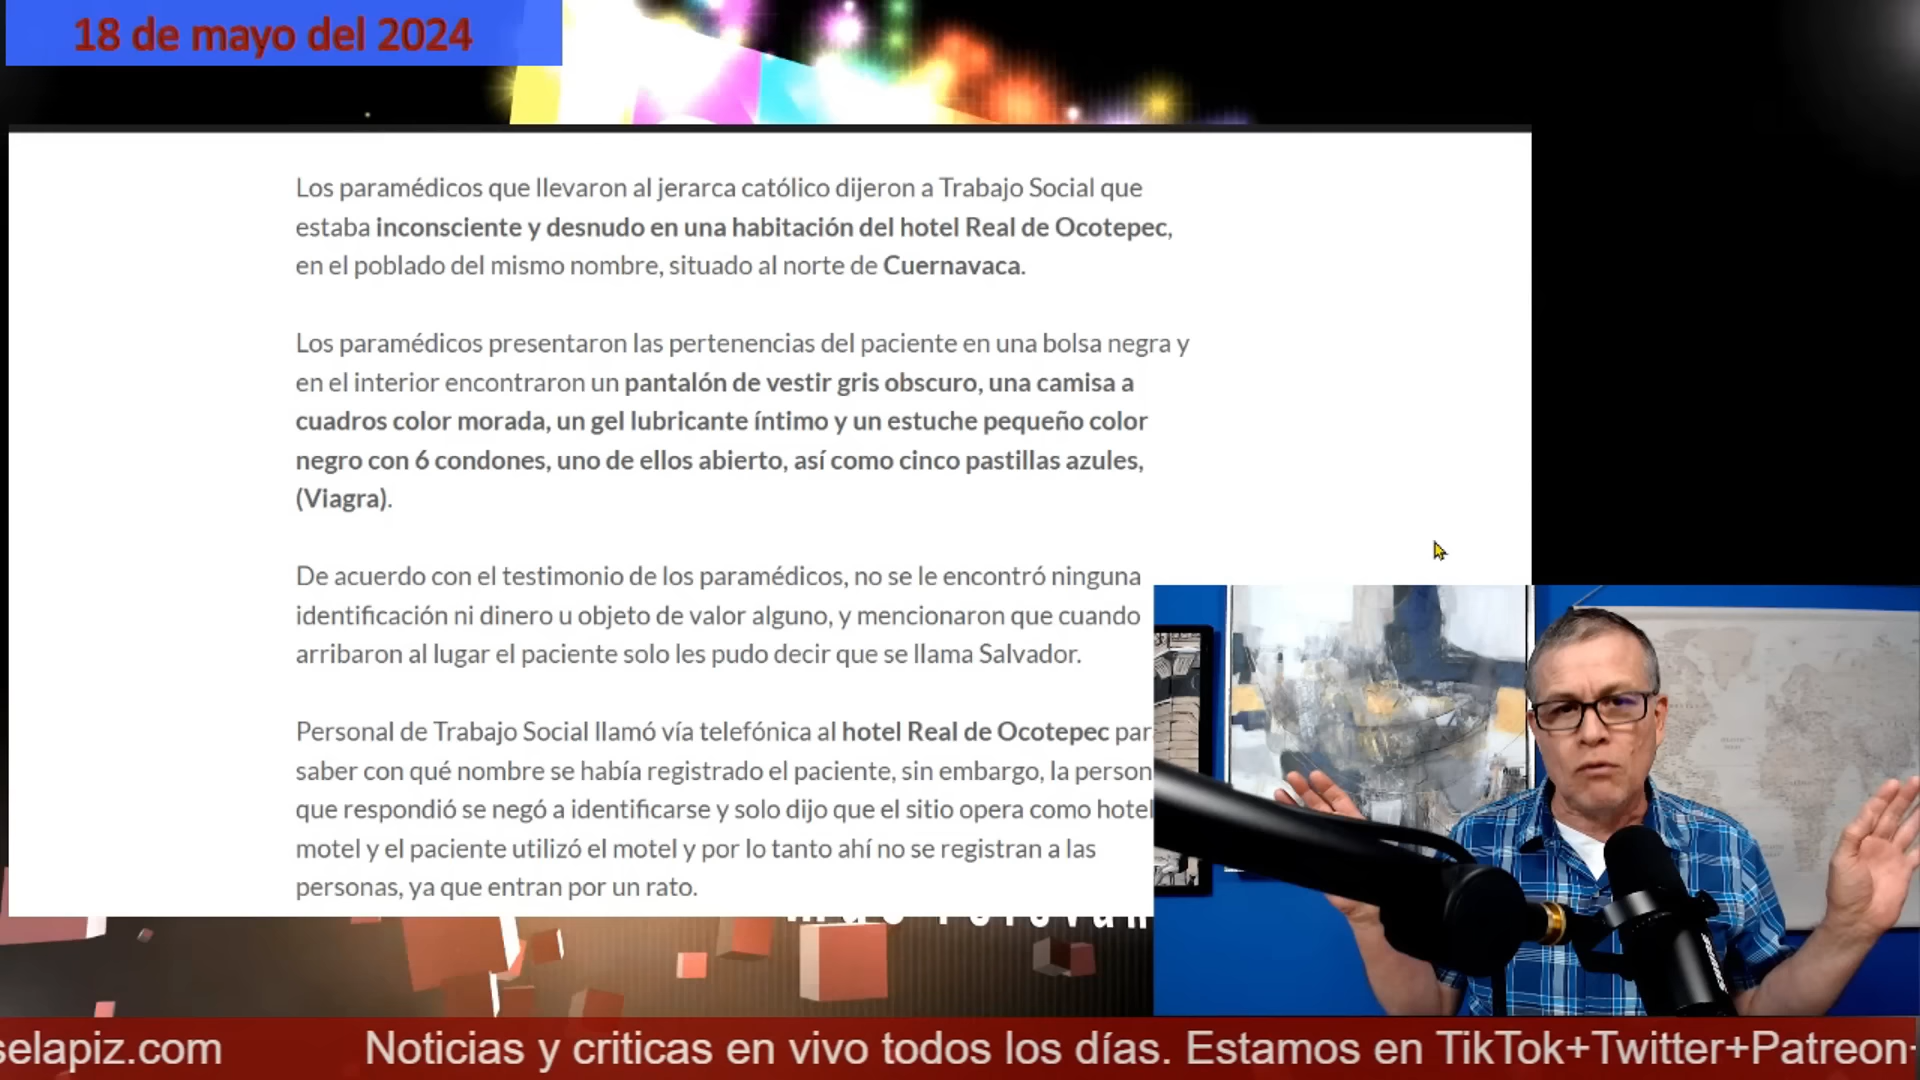 18 de mayo del 2024
Los paramédicos que llevaron al jerarca católico dijeron a Trabajo Social que
estaba inconsciente y desnudo en una habitación del hotel Real de Ocotepec,
en el poblado del mismo nombre, situado al norte de Cuernavaca.
Los paramédicos presentaron las pertenencias del paciente en una bolsa negra y
en el interior encontraron un pantalón de vestir gris obscuro, una camisa a
cuadros color morada, un gel lubricante íntimo y un estuche pequeño color
negro con 6 condones, uno de ellos abierto, así como cinco pastillas azules,
(Viagra).
De acuerdo con el testimonio de los paramédicos, no se le encontró ninguna
identificación ni dinero u objeto de valor alguno, y mencionaron que cuando
arribaron al lugar el paciente solo les pudo decir que se llama Salvador.
Personal de Trabajo Social llamó vía telefónica al hotel Real de Ocotepec par
saber con qué nombre se había registrado el paciente, sin embargo, la person
que respondió se negó a identificarse y solo dijo que el sitio opera como hotel
motel y el paciente utilizó el motel y por lo tanto ahí no se registran a las
personas, ya que entran por un rato.
selapiz.com Noticias y criticas en vivo todos los días. Estamos en TikTok+Twitter+Patreon